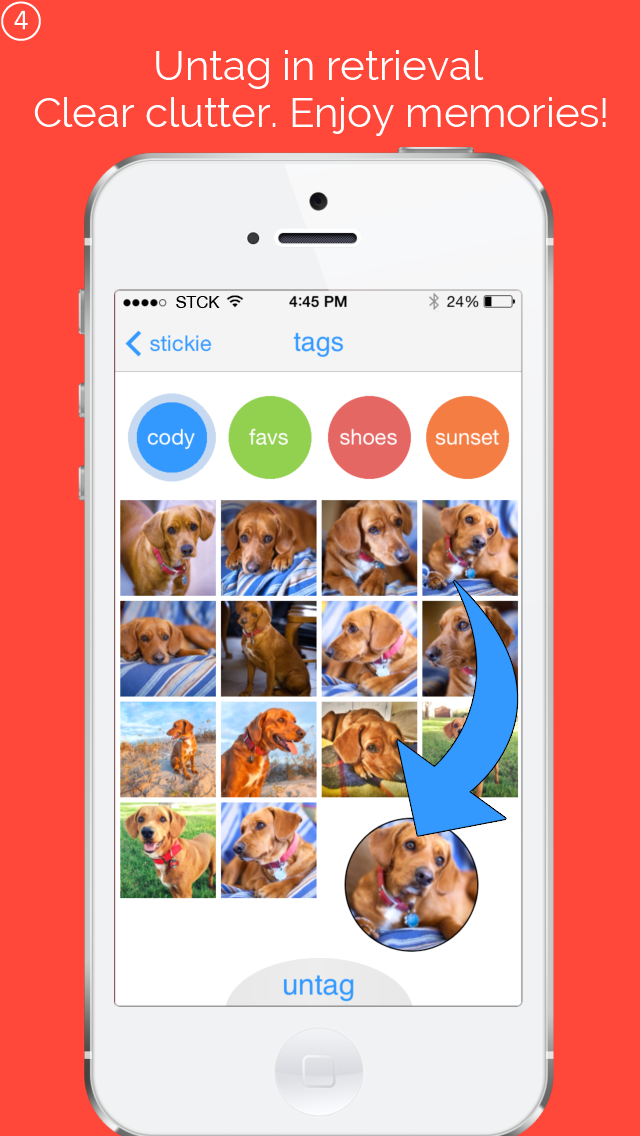 4
Untag in retrieval
Clear clutter. Enjoy memories!
STCK 4:45 PM 24%
stickie tags
cody favs shoes sunset
untag